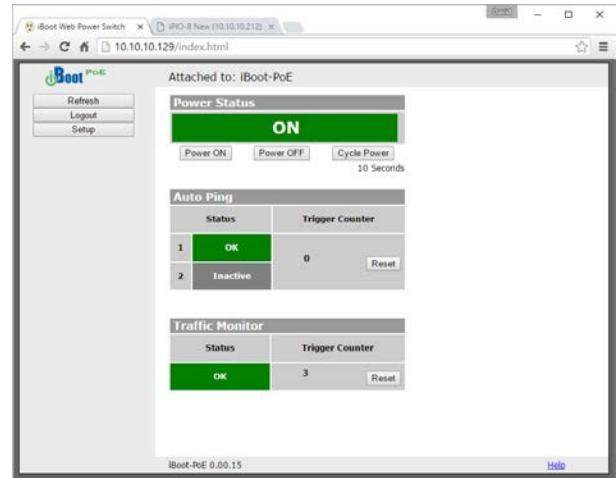 iBoot Web Power Switch
iPIO-8 New (10.10.10.212)
10.10.10.129/index.html
iBoot PoE
Attached to: iBoot-PoE
Refresh
Logout
Setup
Power Status
ON
Power ON Power OFF Cycle Power
10 Seconds
Auto Ping
Status Trigger Counter
1 OK
0 Reset
2 Inactive
Traffic Monitor
Status Trigger Counter
OK 3 Reset
iBoot-PoE 0.00.15 Help